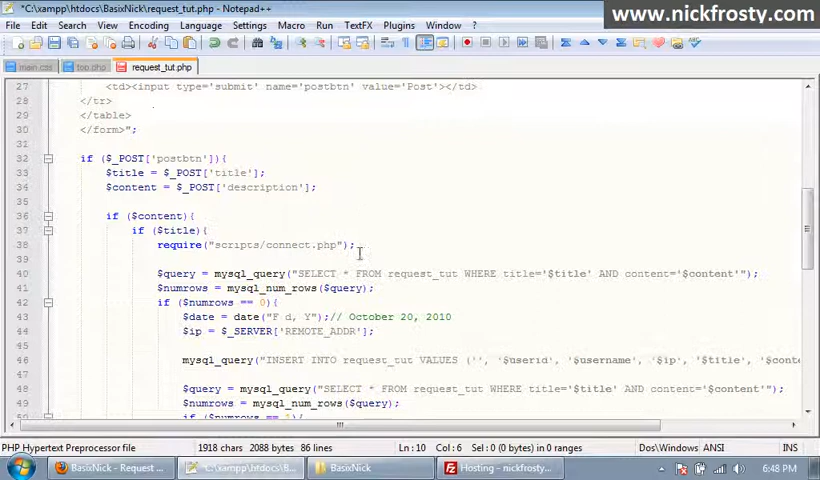 *C:\xampp\htdocs\BasixNick\request_tut.php - Notepad++
www.nickfrosty.com
File Edit Search View Encoding Language Settings Macro Run TextFX Plugins Window ?
main.css top.php request_tut.php
27 <td><input type='submit' name='postbtn' value='Post'></td>
28 </tr>
29 </table>
30 </form>";
31
32 if ($_POST['postbtn']){
33 $title = $_POST['title'];
34 $content = $_POST['description'];
35
36 if ($content){
37 if ($title){
38 require("scripts/connect.php");
39
40 $query = mysql_query("SELECT * FROM request_tut WHERE title='$title' AND content='$content'");
41 $numrows = mysql_num_rows($query);
42 if ($numrows == 0){
43 $date = date("F d, Y");// October 20, 2010
44 $ip = $_SERVER['REMOTE_ADDR'];
45
46 mysql_query("INSERT INTO request_tut VALUES ('', '$userid', '$username', '$ip', '$title', '$conte
47
48 $query = mysql_query("SELECT * FROM request_tut WHERE title='$title' AND content='$content'");
49 $numrows = mysql_num_rows($query);
PHP Hypertext Preprocessor file 1918 chars 2088 bytes 86 lines Ln : 10 Col : 6 Sel : 0 (0 bytes) in 0 ranges Dos\Windows ANSI INS
BasixNick - Request ... *C:\xampp\htdocs\B... BasixNick Hosting - nickfrosty... 6:48 PM